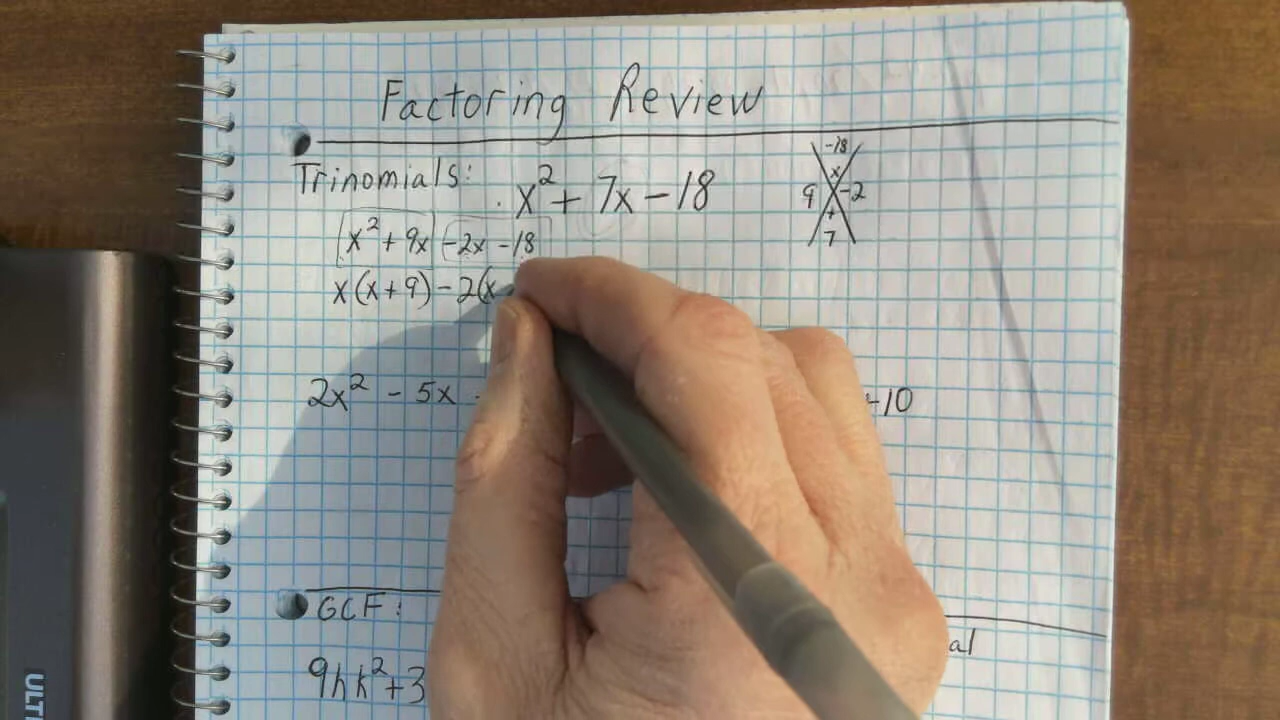 Factoring Review
Trinomials: x² + 7x - 18
-18
x
9 -2
+
7
x² + 9x - 2x - 18
x(x + 9) - 2(x
2x² - 5x
+10
GCF:
al
9hk² + 3
ULT